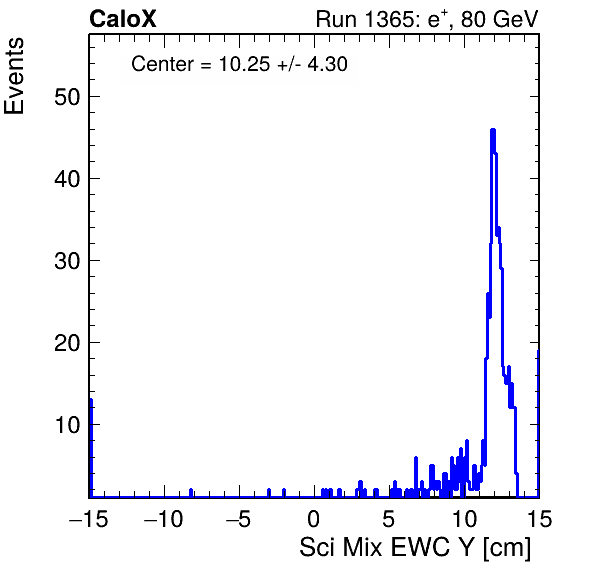 CaloX Run 1365: e⁺, 80 GeV
Center = 10.25 +/- 4.30
Events
50
40
30
20
10
−15 −10 −5 0 5 10 15
Sci Mix EWC Y [cm]